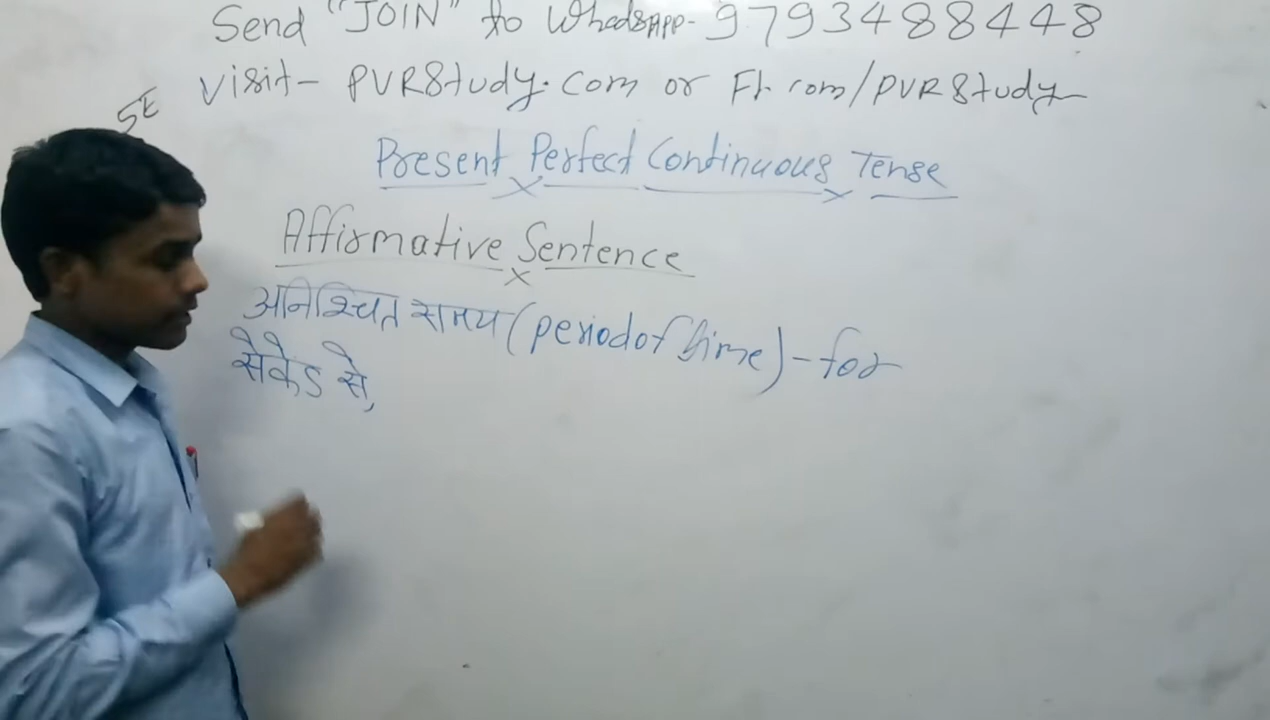 Send "JOIN" to WhatsApp- 9793488448
Visit- PVRStudy.com or Fb.com/PVRStudy
SE
Present Perfect Continuous Tense
Affirmative Sentence
अनिश्चित समय (period of time) - for
सेकेंड से,